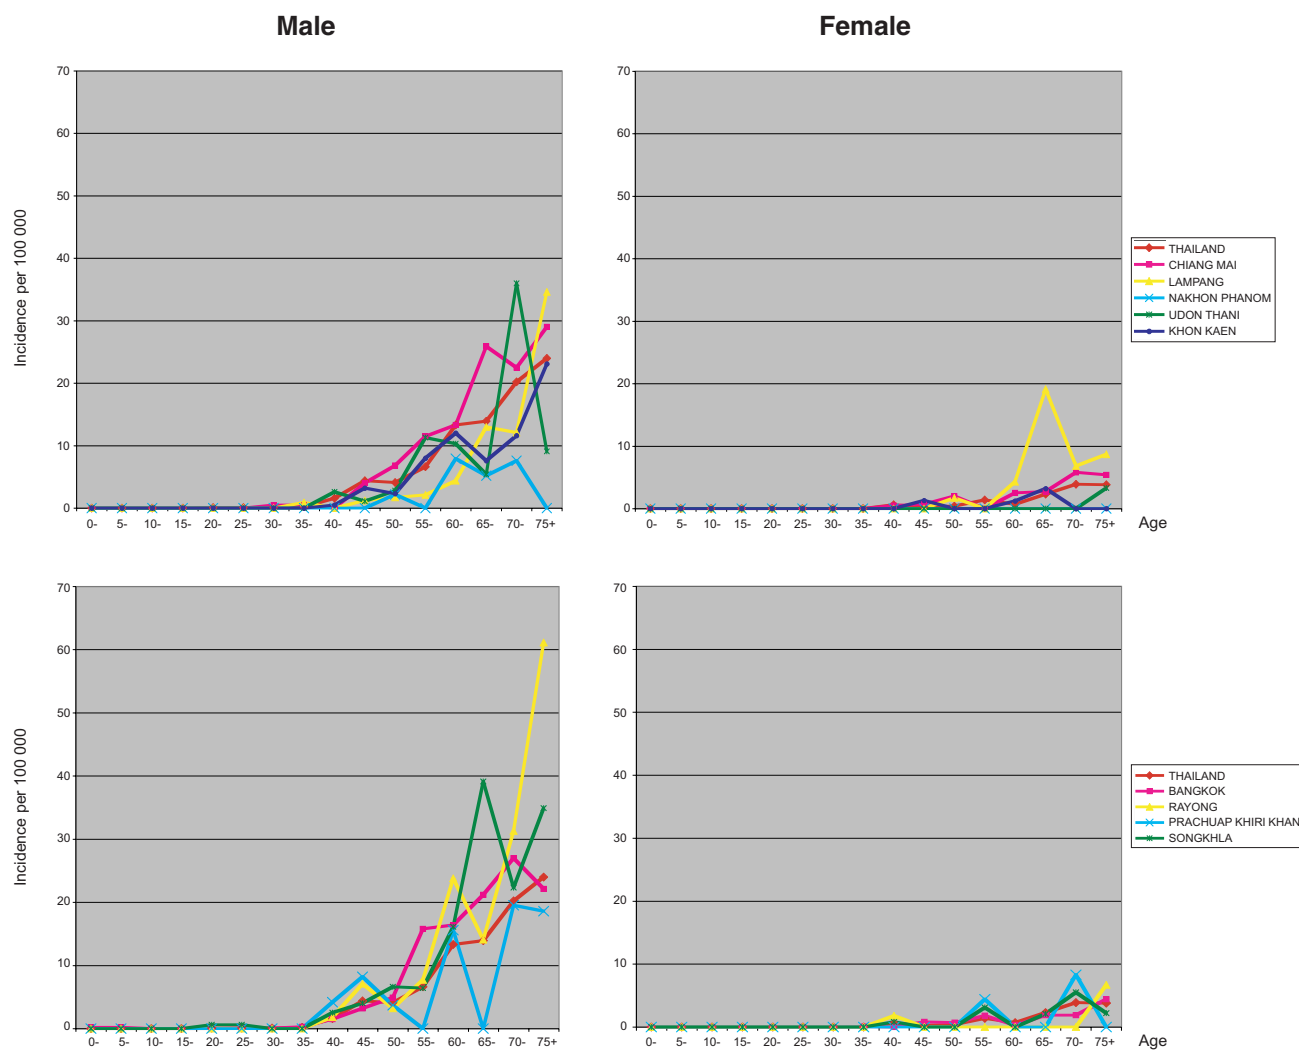 Male
Female
Incidence per 100 000
70
60
50
40
30
20
10
0
0- 5- 10- 15- 20- 25- 30- 35- 40- 45- 50- 55- 60- 65- 70- 75+
70
60
50
40
30
20
10
0
0- 5- 10- 15- 20- 25- 30- 35- 40- 45- 50- 55- 60- 65- 70- 75+
Age
THAILAND
CHIANG MAI
LAMPANG
NAKHON PHANOM
UDON THANI
KHON KAEN
Incidence per 100 000
70
60
50
40
30
20
10
0
0- 5- 10- 15- 20- 25- 30- 35- 40- 45- 50- 55- 60- 65- 70- 75+
70
60
50
40
30
20
10
0
0- 5- 10- 15- 20- 25- 30- 35- 40- 45- 50- 55- 60- 65- 70- 75+
Age
THAILAND
BANGKOK
RAYONG
PRACHUAP KHIRI KHAN
SONGKHLA